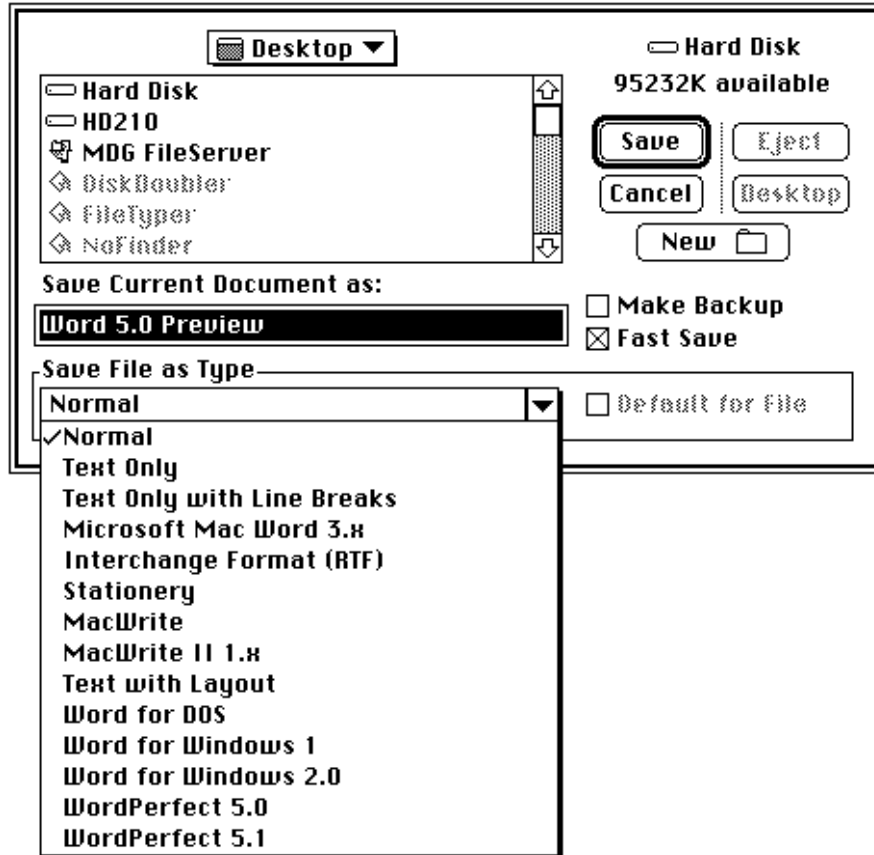 Desktop
Hard Disk
Hard Disk
95232K available
HD210
MDG FileServer
DiskDoubler
FileTyper
NoFinder
Save
Eject
Cancel
Desktop
New
Save Current Document as:
Word 5.0 Preview
Make Backup
Fast Save
Save File as Type
Normal
Default for File
Normal
Text Only
Text Only with Line Breaks
Microsoft Mac Word 3.x
Interchange Format (RTF)
Stationery
MacWrite
MacWrite II 1.x
Text with Layout
Word for DOS
Word for Windows 1
Word for Windows 2.0
WordPerfect 5.0
WordPerfect 5.1